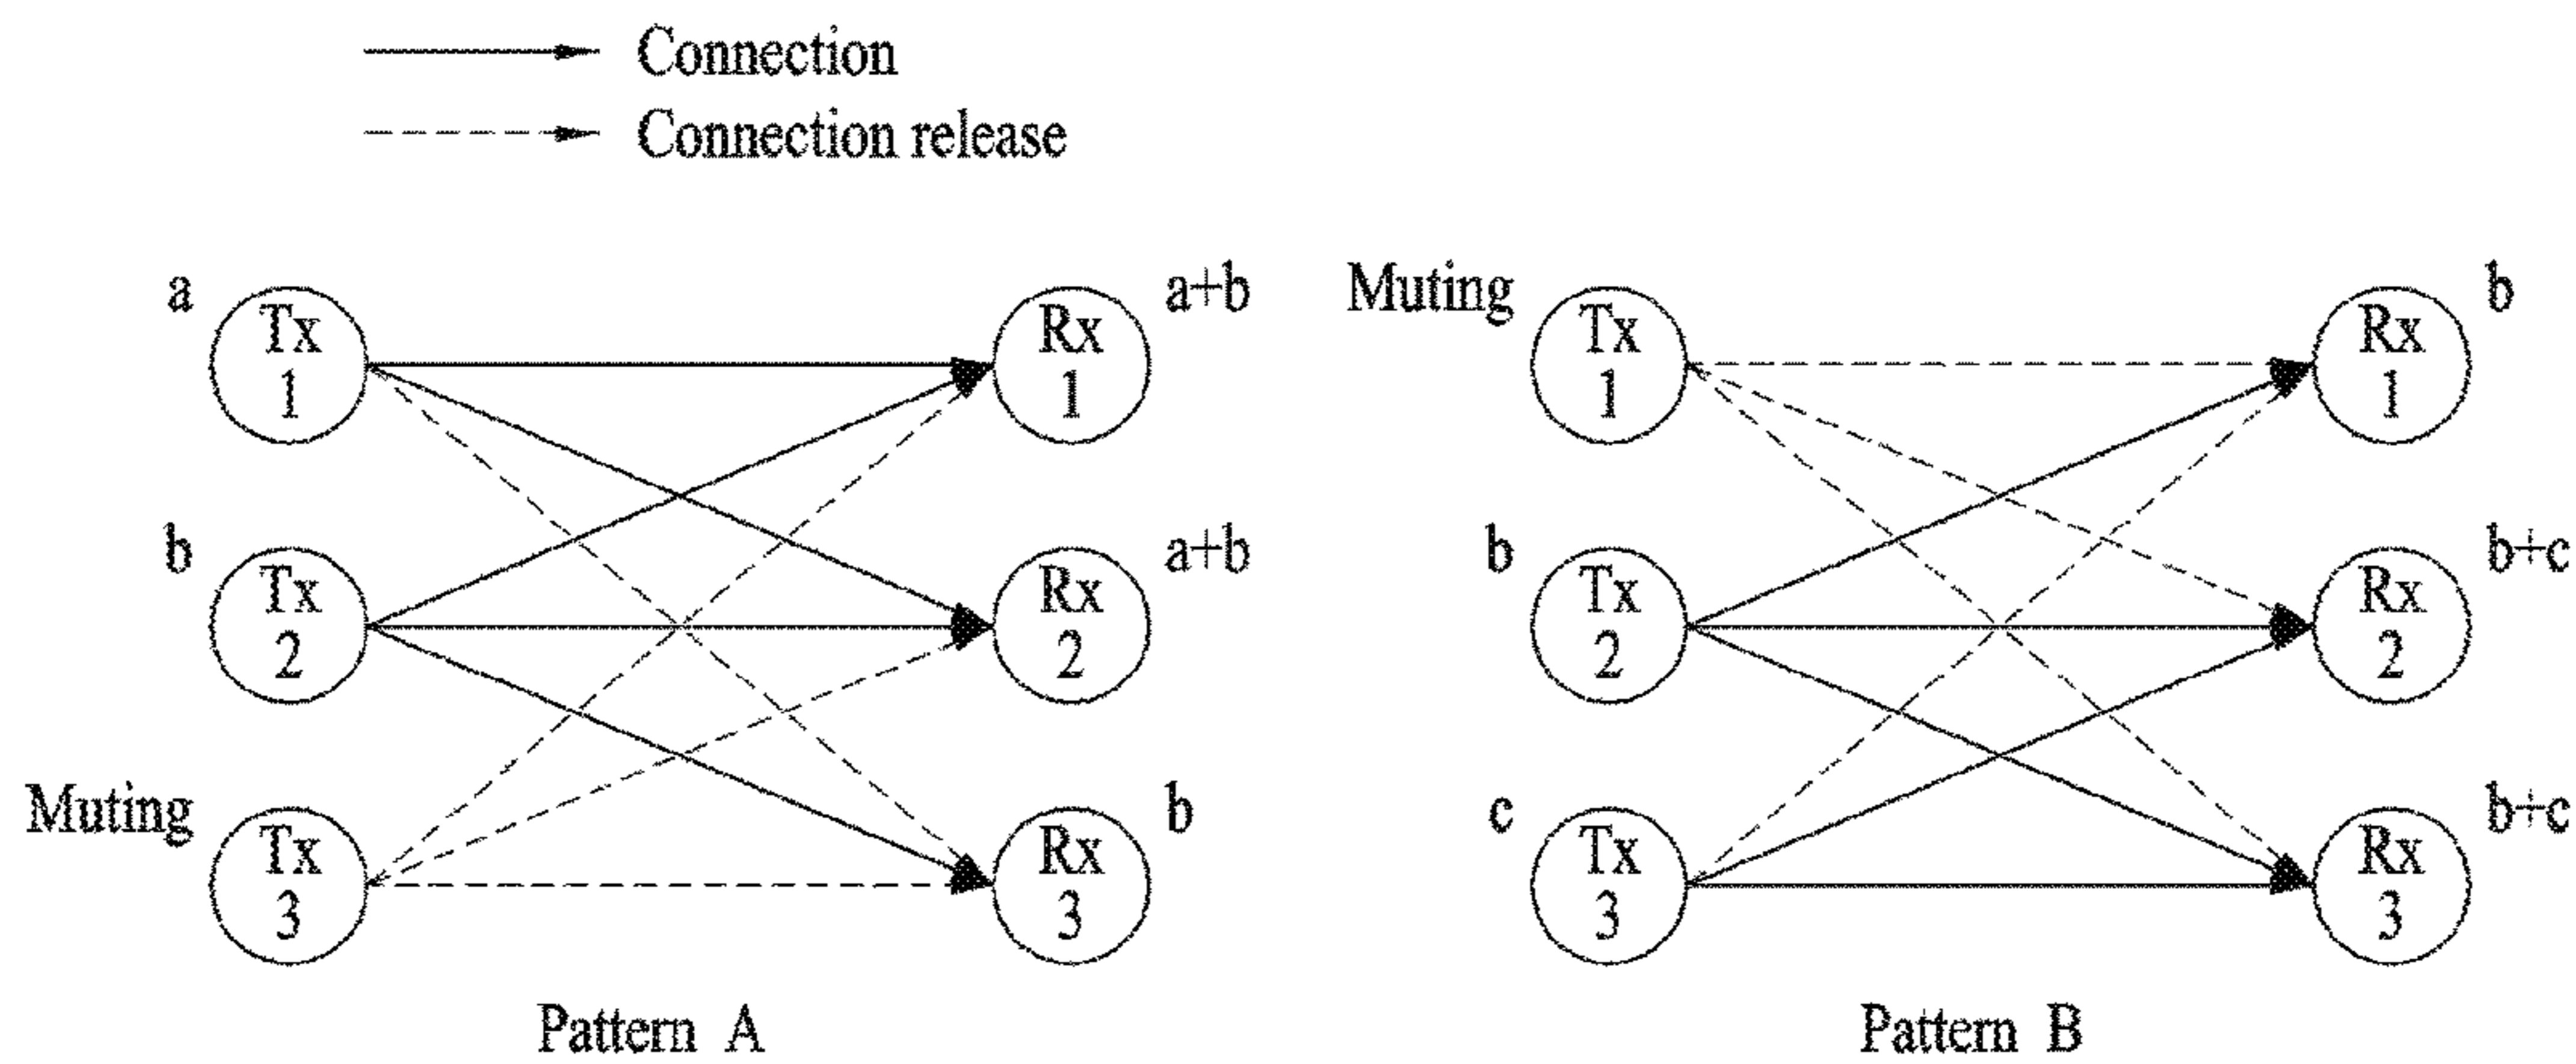 Connection
Connection release
a
Tx
1
Rx
1
a+b
b
Tx
2
Rx
2
a+b
Muting
Tx
3
Rx
3
b
Pattern A
Muting
Tx
1
Rx
1
b
b
Tx
2
Rx
2
b+c
c
Tx
3
Rx
3
b+c
Pattern B